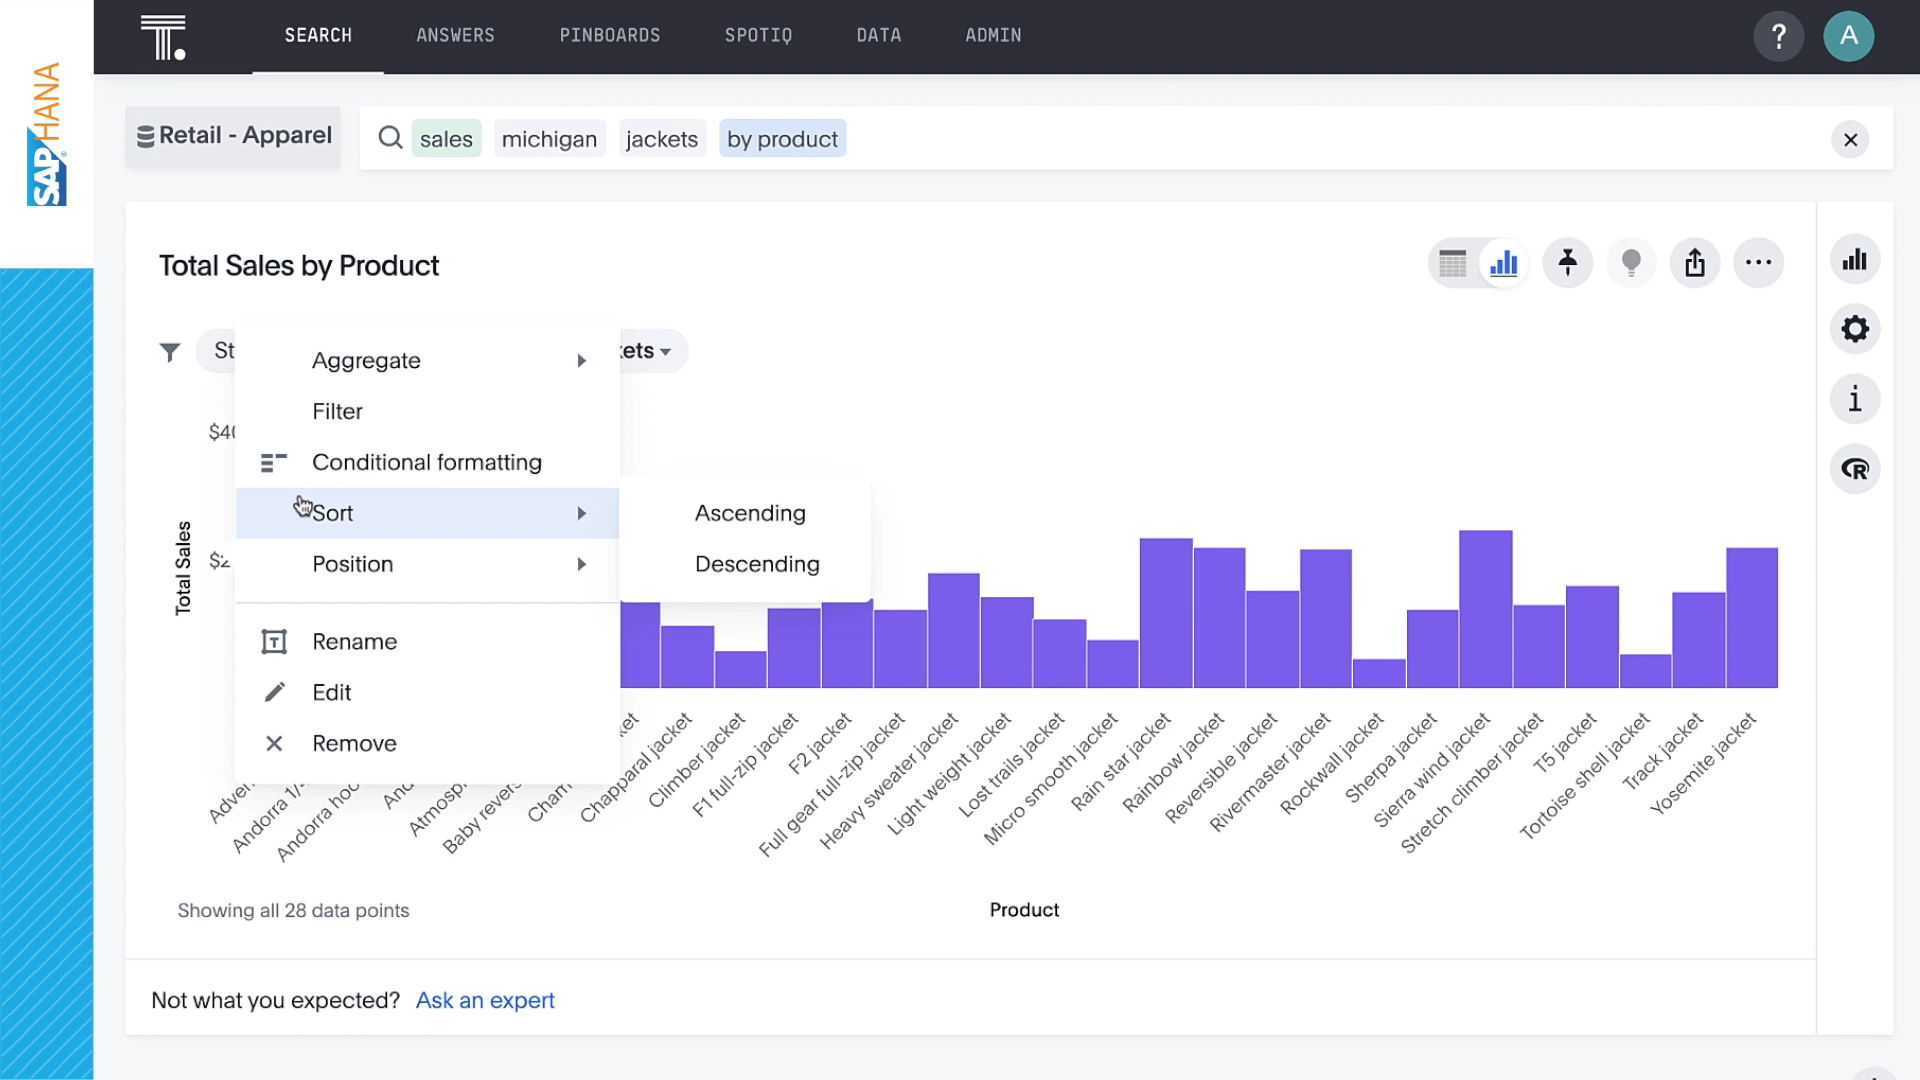 SAP HANA
T.
SEARCH
ANSWERS
PINBOARDS
SPOTIQ
DATA
ADMIN
?
A
Retail - Apparel
sales
michigan
jackets
by product
Total Sales by Product
St
kets
Aggregate
Filter
Conditional formatting
Sort
Ascending
Position
Descending
Rename
Edit
Remove
Total Sales
Chapparal jacket
Climber jacket
F1 full-zip jacket
F2 jacket
Full gear full-zip jacket
Heavy sweater jacket
Light weight jacket
Lost trails jacket
Micro smooth jacket
Rain star jacket
Rainbow jacket
Reversible jacket
Rivermaster jacket
Rockwall jacket
Sherpa jacket
Sierra wind jacket
Stretch climber jacket
T5 jacket
Tortoise shell jacket
Track jacket
Yosemite jacket
Showing all 28 data points
Product
Not what you expected? Ask an expert